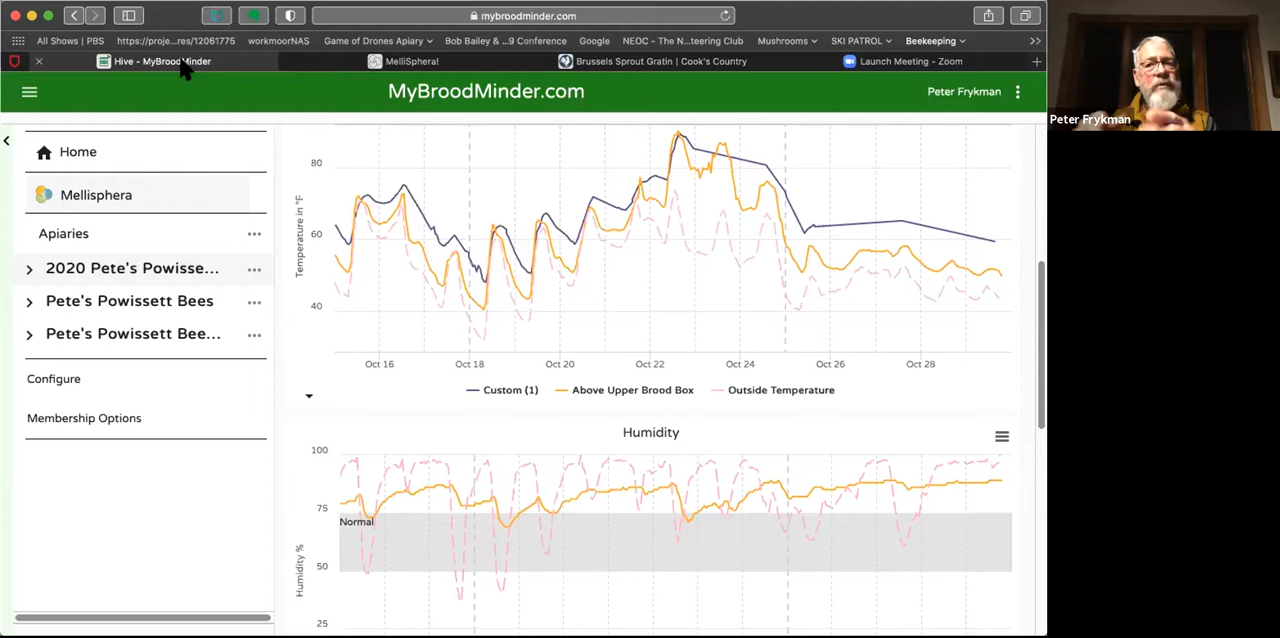 mybroodminder.com
All Shows | PBS
https://proje...res/12061775
workmoorNAS
Game of Drones Apiary
Bob Bailey & ...9 Conference
Google
NEOC - The N...teering Club
Mushrooms
SKI PATROL
Beekeeping
Hive - MyBroodMinder
MelliSphera!
Brussels Sprout Gratin | Cook's Country
Launch Meeting - Zoom
MyBroodMinder.com
Peter Frykman
Peter Frykman
Home
Mellisphera
Apiaries
2020 Pete's Powisse...
Pete's Powissett Bees
Pete's Powissett Bee...
Configure
Membership Options
Temperature in °F
80
60
40
Oct 16
Oct 18
Oct 20
Oct 22
Oct 24
Oct 26
Oct 28
Custom (1)
Above Upper Brood Box
Outside Temperature
Humidity
Humidity %
100
75
Normal
50
25